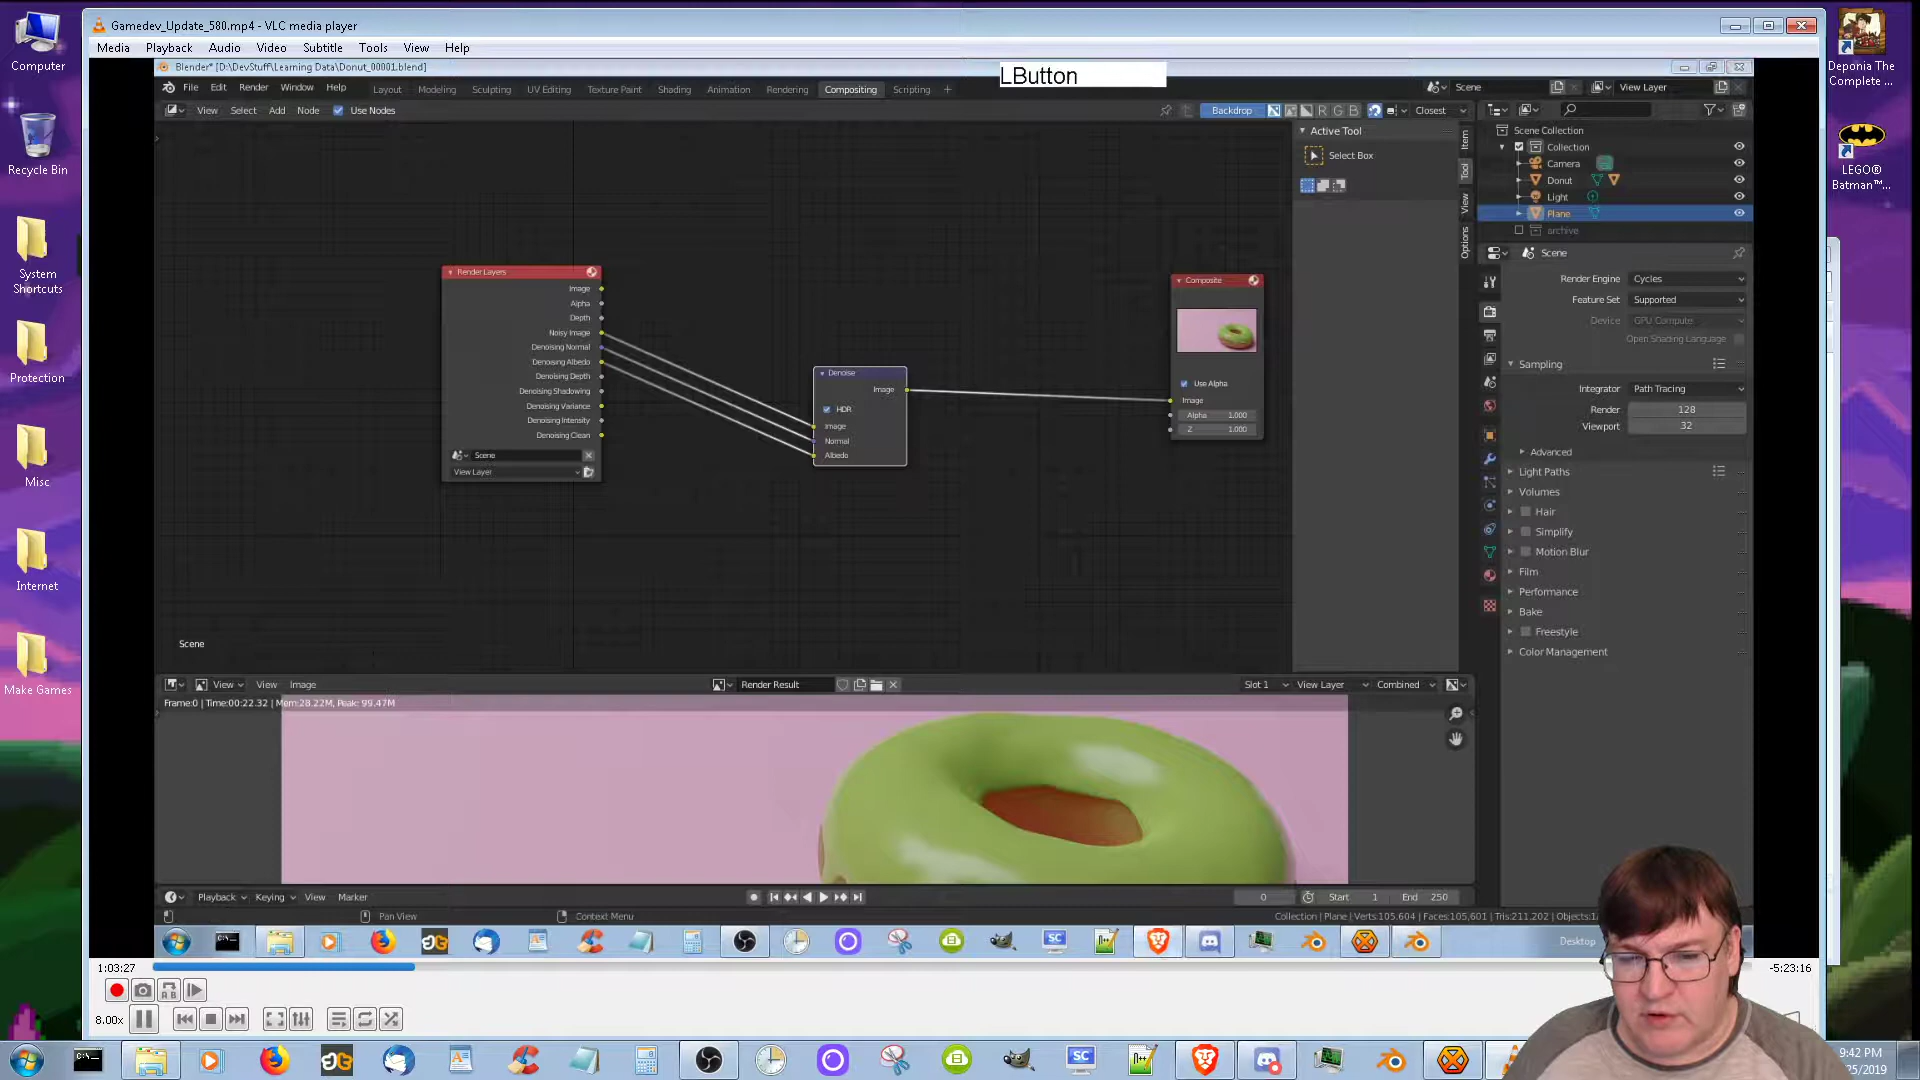 Gamedev_Update_580.mp4 - VLC media player
Media Playback Audio Video Subtitle Tools View Help
Blender* [D:\DevStuff\Learning Data\Donut_00001.blend]
LButton
File Edit Render Window Help
Layout Modeling Sculpting UV Editing Texture Paint Shading Animation Rendering Compositing Scripting +
Scene
View Layer
View Select Add Node Use Nodes
Backdrop R G B Closest
Active Tool
Select Box
Item
Tool
View
Options
Scene Collection
Collection
Camera
Donut
Light
Plane
archive
Scene
Render Engine Cycles
Feature Set Supported
Device GPU Compute
Open Shading Language
Sampling
Integrator Path Tracing
Render 128
Viewport 32
Advanced
Light Paths
Volumes
Hair
Simplify
Motion Blur
Film
Performance
Bake
Freestyle
Color Management
Render Layers
Image
Alpha
Depth
Noisy Image
Denoising Normal
Denoising Albedo
Denoising Depth
Denoising Shadowing
Denoising Variance
Denoising Intensity
Denoising Clean
Scene
View Layer
Denoise
Image
HDR
Image
Normal
Albedo
Composite
Use Alpha
Image
Alpha 1.000
Z 1.000
Scene
View View Image
Render Result
Slot 1 View Layer Combined
Frame:0 | Time:00:22.32 | Mem:28.22M, Peak: 99.47M
Playback Keying View Marker
0 Start 1 End 250
Pan View
Context Menu
Collection | Plane | Verts:105,604 | Faces:105,601 | Tris:211,202 | Objects:1
Desktop
1:03:27
-5:23:16
8.00x
Computer
Recycle Bin
System Shortcuts
Protection
Misc
Internet
Make Games
Deponia The Complete ...
LEGO® Batman™...
SC
SC
C:\_
9:42 PM
25/2019